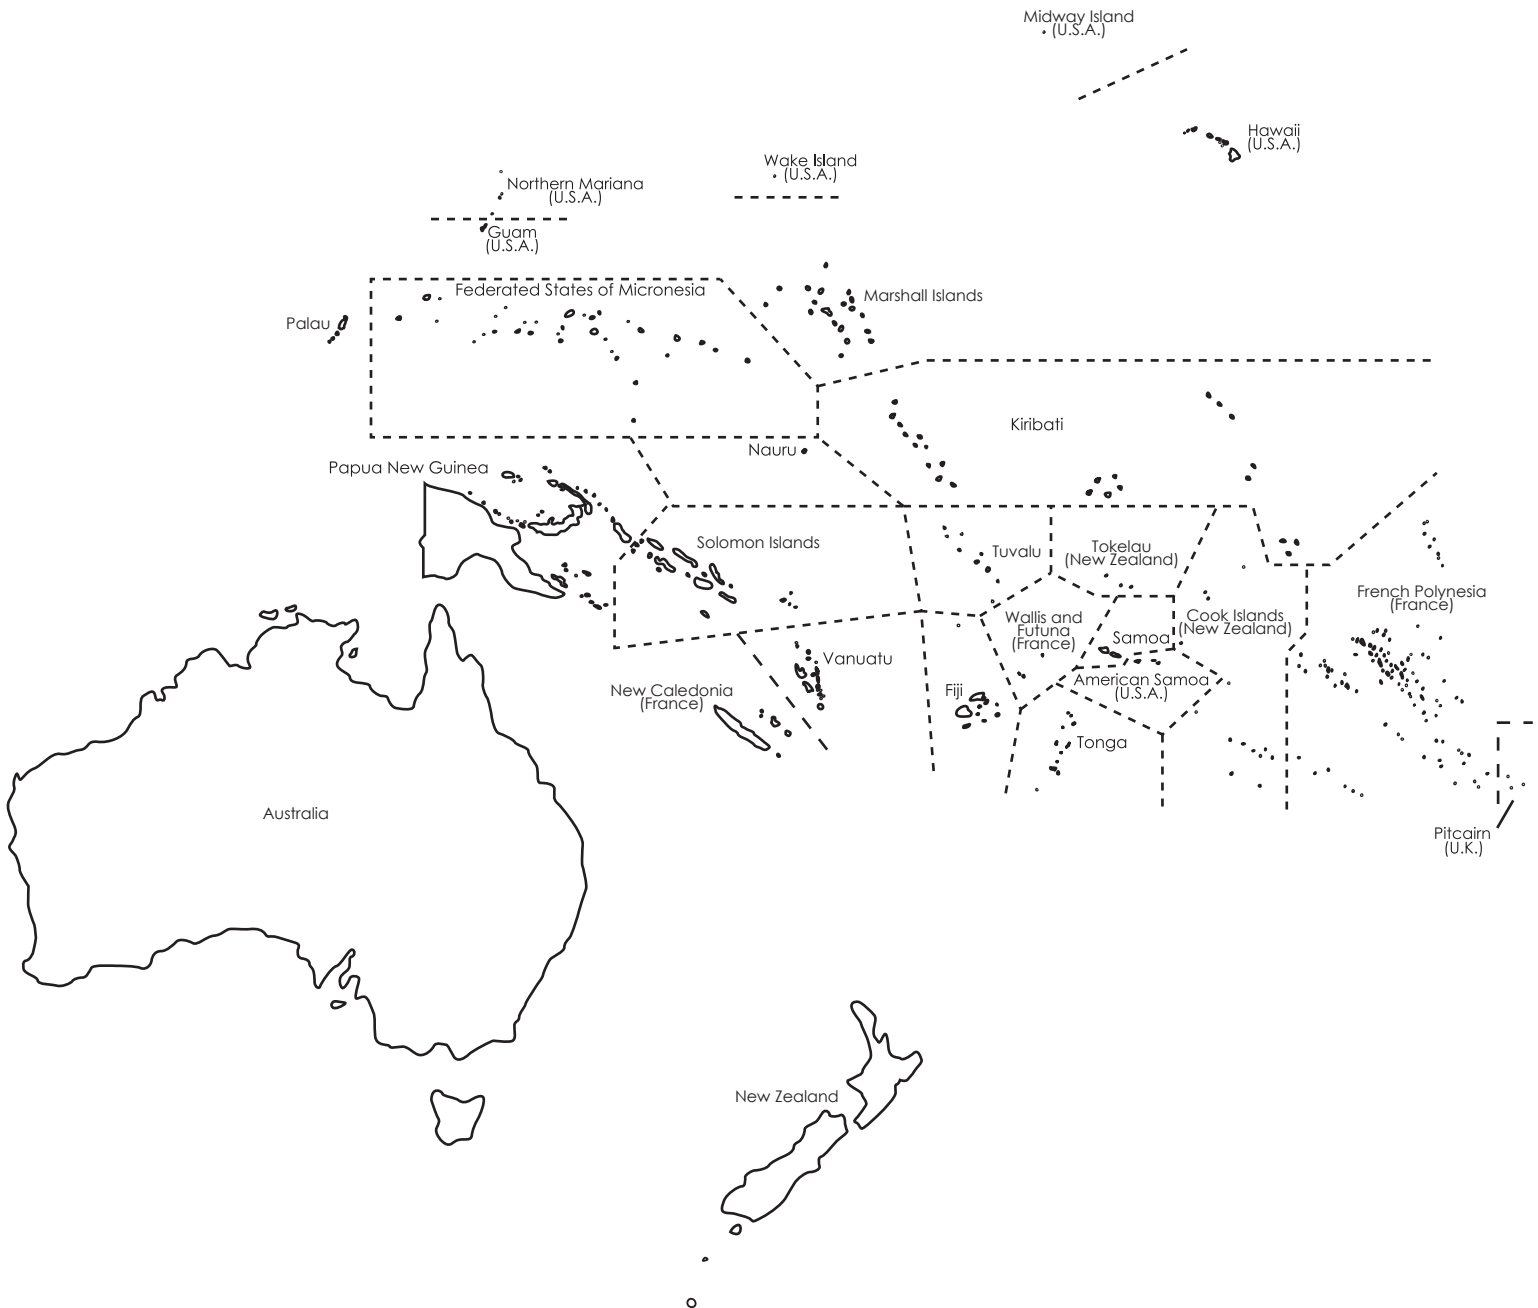 Midway Island
(U.S.A.)
Hawaii
(U.S.A.)
Wake Island
(U.S.A.)
Northern Mariana
(U.S.A.)
Guam
(U.S.A.)
Federated States of Micronesia
Marshall Islands
Palau
Kiribati
Nauru
Papua New Guinea
Solomon Islands
Tuvalu
Tokelau
(New Zealand)
French Polynesia
(France)
Wallis and
Futuna
(France)
Cook Islands
(New Zealand)
Samoa
Vanuatu
American Samoa
(U.S.A.)
New Caledonia
(France)
Fiji
Tonga
Australia
Pitcairn
(U.K.)
New Zealand